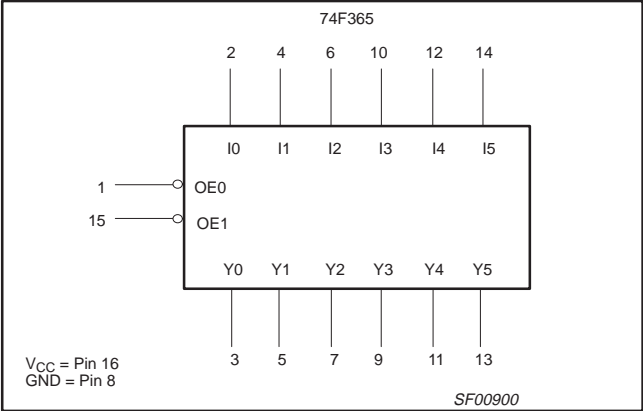 74F365
2 4 6 10 12 14
I0 I1 I2 I3 I4 I5
1 OE0
15 OE1
Y0 Y1 Y2 Y3 Y4 Y5
3 5 7 9 11 13
VCC = Pin 16
GND = Pin 8
SF00900